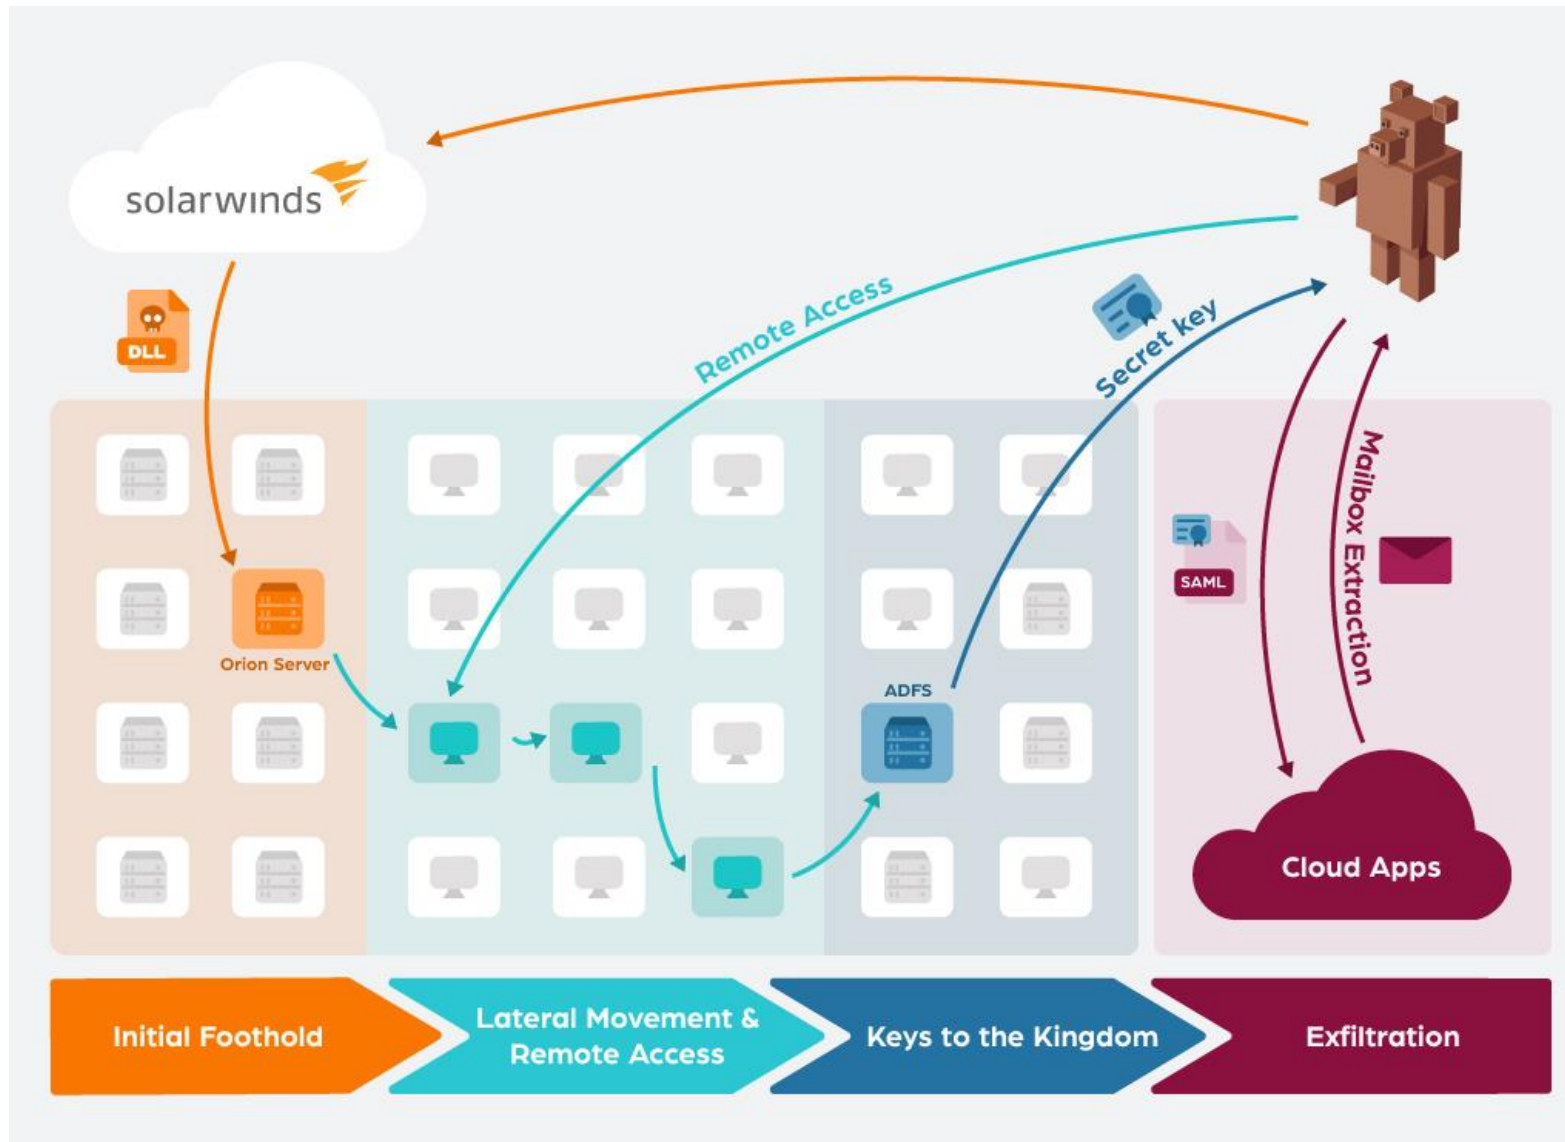 solarwinds
DLL
Remote Access
Secret key
Orion Server
ADFS
SAML
Mailbox Extraction
Cloud Apps
Initial Foothold
Lateral Movement &
Remote Access
Keys to the Kingdom
Exfiltration